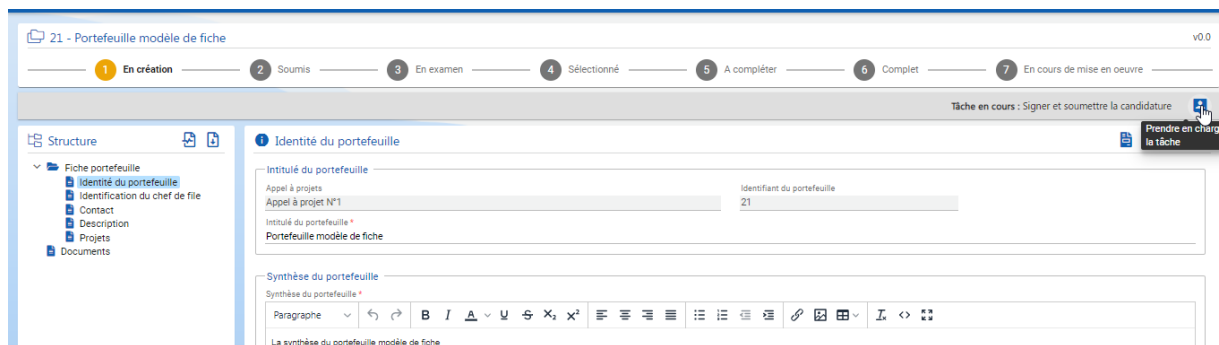 21 - Portefeuille modèle de fiche
v0.0
1 En création 2 Soumis 3 En examen 4 Sélectionné 5 A compléter 6 Complet 7 En cours de mise en oeuvre
Tâche en cours : Signer et soumettre la candidature
Prendre en charge
la tâche
Structure
Fiche portefeuille
Identité du portefeuille
Identification du chef de file
Contact
Description
Projets
Documents
Identité du portefeuille
Intitulé du portefeuille
Appel à projets
Appel à projet N°1
Identifiant du portefeuille
21
Intitulé du portefeuille *
Portefeuille modèle de fiche
Synthèse du portefeuille
Synthèse du portefeuille *
Paragraphe
La synthèse du portefeuille modèle de fiche